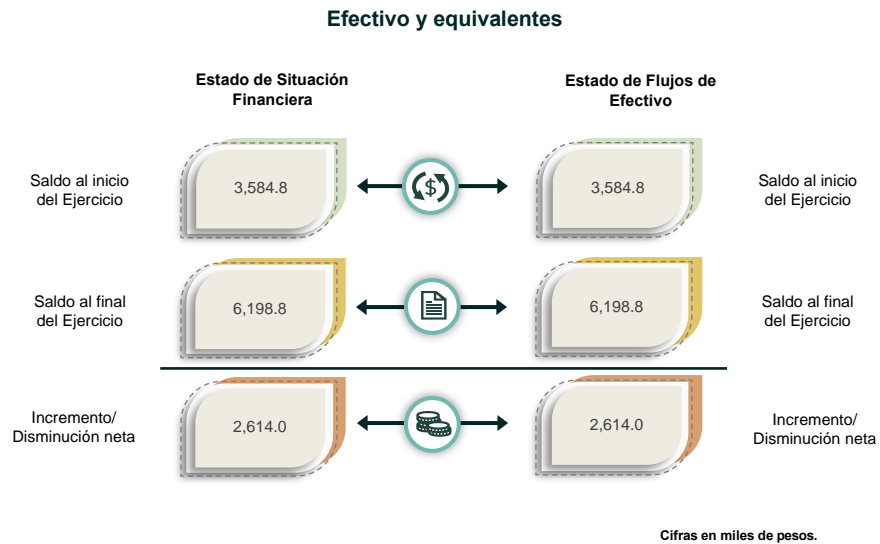 Efectivo y equivalentes
Estado de Situación
Financiera
Estado de Flujos de
Efectivo
Saldo al inicio
del Ejercicio
3,584.8
$
3,584.8
Saldo al inicio
del Ejercicio
Saldo al final
del Ejercicio
6,198.8
6,198.8
Saldo al final
del Ejercicio
Incremento/
Disminución neta
2,614.0
2,614.0
Incremento/
Disminución neta
Cifras en miles de pesos.